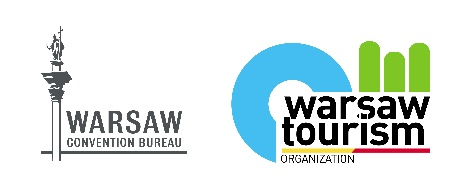 WARSAW
CONVENTION BUREAU
warsaw
tourism
ORGANIZATION